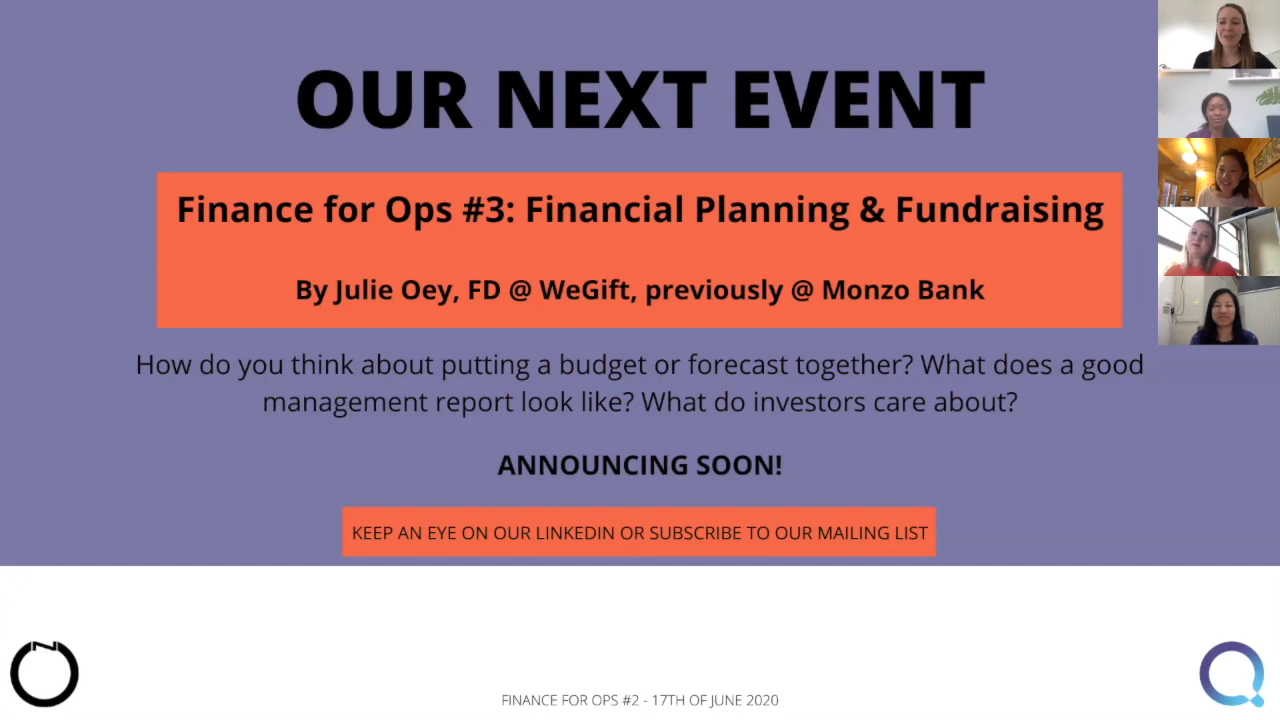 OUR NEXT EVENT
Finance for Ops #3: Financial Planning & Fundraising
By Julie Oey, FD @ WeGift, previously @ Monzo Bank
How do you think about putting a budget or forecast together? What does a good
management report look like? What do investors care about?
ANNOUNCING SOON!
KEEP AN EYE ON OUR LINKEDIN OR SUBSCRIBE TO OUR MAILING LIST
FINANCE FOR OPS #2 - 17TH OF JUNE 2020